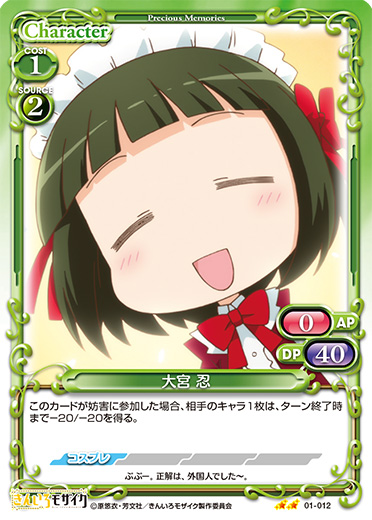 Precious Memories
Character
COST
1
SOURCE
2
0 AP
DP 40
大宮 忍
このカードが妨害に参加した場合、相手のキャラ1枚は、ターン終了時
まで−20/−20を得る。
コスプレ
ぶぶー。正解は、外国人でした〜。
きんいろモザイク
©原悠衣・芳文社/きんいろモザイク製作委員会
01-012